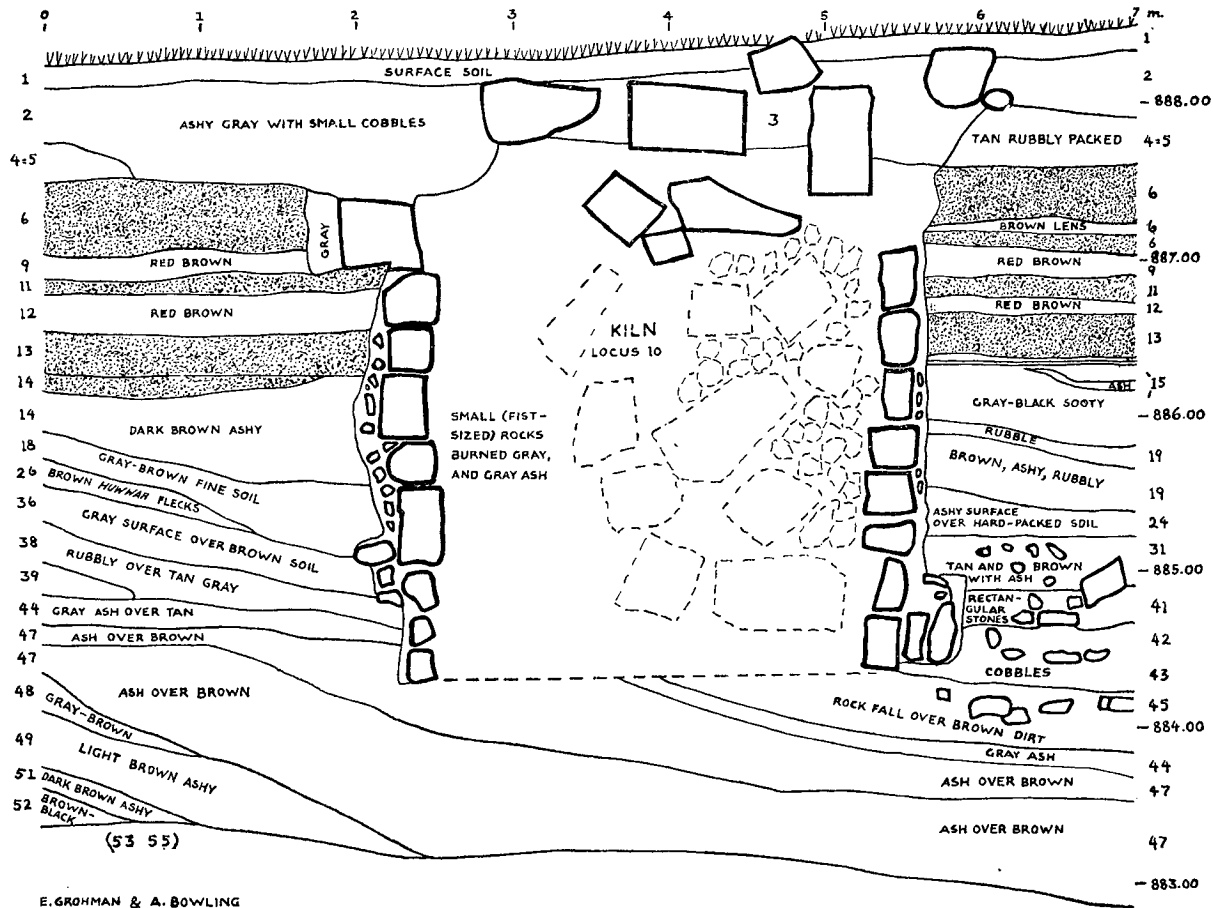 0 1 2 3 4 5 6 7 m.
SURFACE SOIL
1
2
4=5
6
9
11
12
13
14
14
18
26
36
38
39
44
47
47
48
49
51
52
ASHY GRAY WITH SMALL COBBLES
GRAY
RED BROWN
RED BROWN
DARK BROWN ASHY
GRAY-BROWN FINE SOIL
BROWN HUWWAR FLECKS
GRAY SURFACE OVER BROWN SOIL
RUBBLY OVER TAN GRAY
GRAY ASH OVER TAN
ASH OVER BROWN
ASH OVER BROWN
GRAY-BROWN
LIGHT BROWN ASHY
DARK BROWN ASHY
BROWN-
BLACK
(53 55)
3
KILN
LOCUS 10
SMALL (FIST-
SIZED) ROCKS
BURNED GRAY,
AND GRAY ASH
TAN RUBBLY PACKED
BROWN LENS
RED BROWN
RED BROWN
ASH
GRAY-BLACK SOOTY
RUBBLE
BROWN, ASHY, RUBBLY
ASHY SURFACE
OVER HARD-PACKED SOIL
TAN AND BROWN
WITH ASH
RECTAN-
GULAR
STONES
COBBLES
ROCK FALL OVER BROWN DIRT
GRAY ASH
ASH OVER BROWN
ASH OVER BROWN
1
2
-888.00
4=5
6
6
6
-887.00
9
11
12
13
15
-886.00
19
19
24
31
-885.00
41
42
43
45
-884.00
44
47
47
-883.00
E. GROHMAN & A. BOWLING